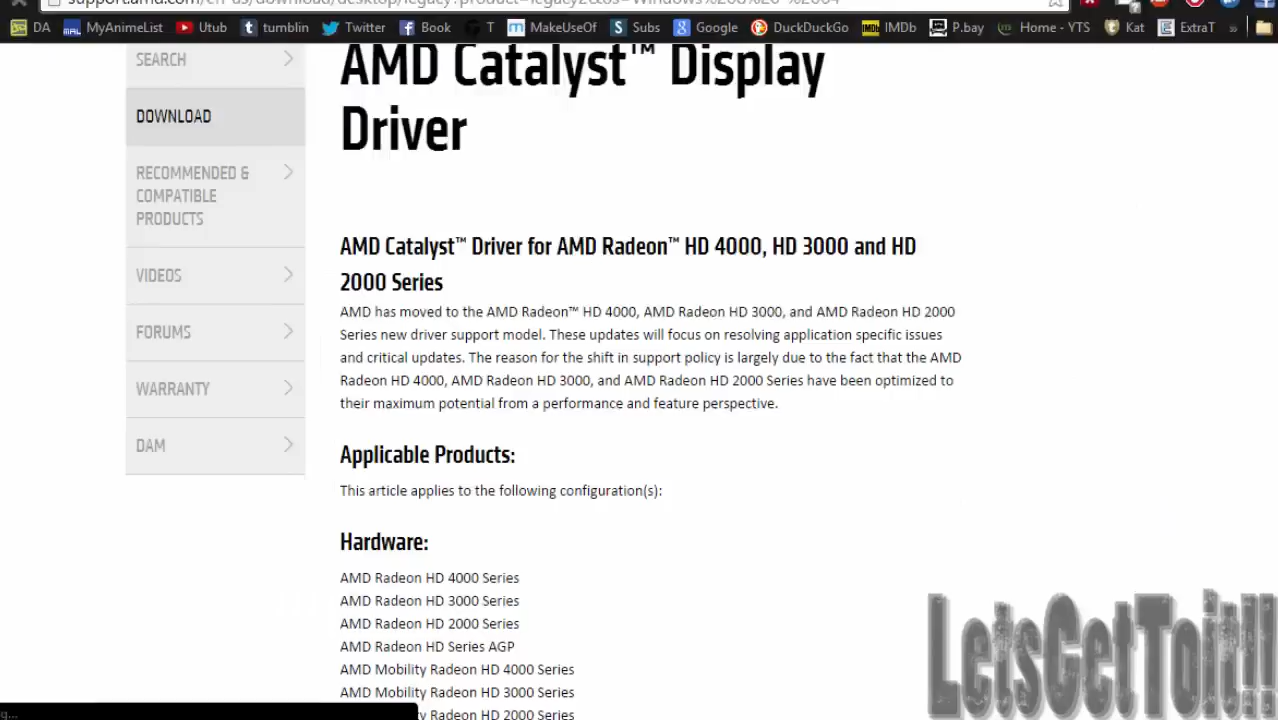 DA MyAnimeList Utub tumblin Twitter Book T MakeUseOf Subs Google DuckDuckGo IMDb P.bay Home - YTS Kat ExtraT »
SEARCH
DOWNLOAD
RECOMMENDED &
COMPATIBLE
PRODUCTS
VIDEOS
FORUMS
WARRANTY
DAM
AMD Catalyst™ Display
Driver
AMD Catalyst™ Driver for AMD Radeon™ HD 4000, HD 3000 and HD
2000 Series
AMD has moved to the AMD Radeon™ HD 4000, AMD Radeon HD 3000, and AMD Radeon HD 2000
Series new driver support model. These updates will focus on resolving application specific issues
and critical updates. The reason for the shift in support policy is largely due to the fact that the AMD
Radeon HD 4000, AMD Radeon HD 3000, and AMD Radeon HD 2000 Series have been optimized to
their maximum potential from a performance and feature perspective.
Applicable Products:
This article applies to the following configuration(s):
Hardware:
AMD Radeon HD 4000 Series
AMD Radeon HD 3000 Series
AMD Radeon HD 2000 Series
AMD Radeon HD Series AGP
AMD Mobility Radeon HD 4000 Series
AMD Mobility Radeon HD 3000 Series
Radeon HD 2000 Series
LetsGetToit!!